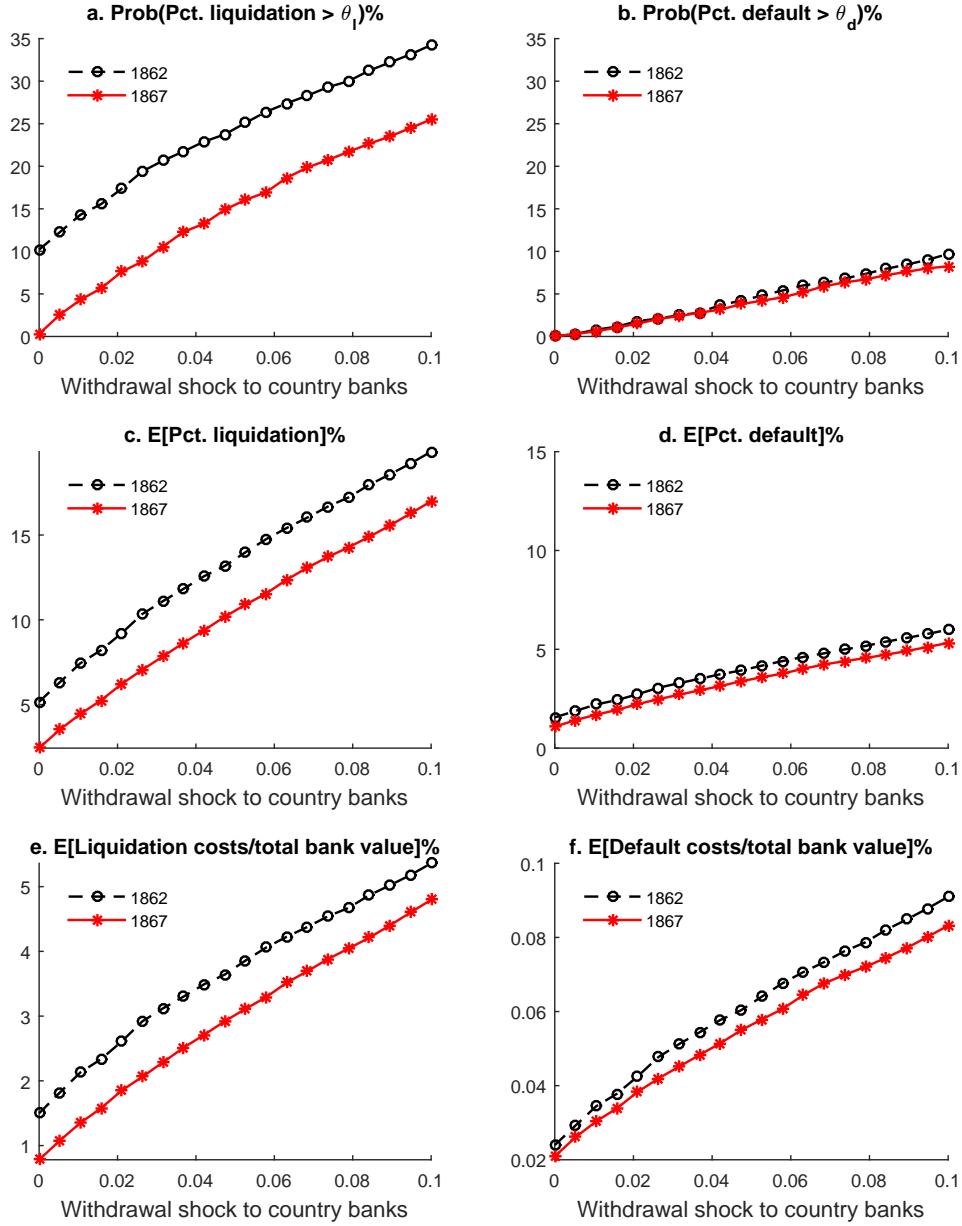 a. Prob(Pct. liquidation > θ_l)%
35
30
25
20
15
10
5
0
1862
1867
0 0.02 0.04 0.06 0.08 0.1
Withdrawal shock to country banks
b. Prob(Pct. default > θ_d)%
35
30
25
20
15
10
5
0
1862
1867
0 0.02 0.04 0.06 0.08 0.1
Withdrawal shock to country banks
c. E[Pct. liquidation]%
15
10
5
1862
1867
0 0.02 0.04 0.06 0.08 0.1
Withdrawal shock to country banks
d. E[Pct. default]%
15
10
5
0
1862
1867
0 0.02 0.04 0.06 0.08 0.1
Withdrawal shock to country banks
e. E[Liquidation costs/total bank value]%
5
4
3
2
1
1862
1867
0 0.02 0.04 0.06 0.08 0.1
Withdrawal shock to country banks
f. E[Default costs/total bank value]%
0.1
0.08
0.06
0.04
0.02
1862
1867
0 0.02 0.04 0.06 0.08 0.1
Withdrawal shock to country banks